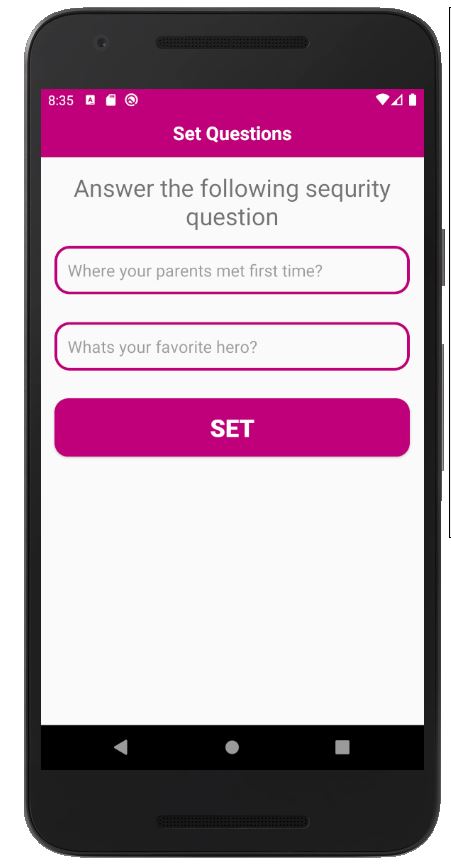 8:35
Set Questions
Answer the following sequrity
question
Where your parents met first time?
Whats your favorite hero?
SET